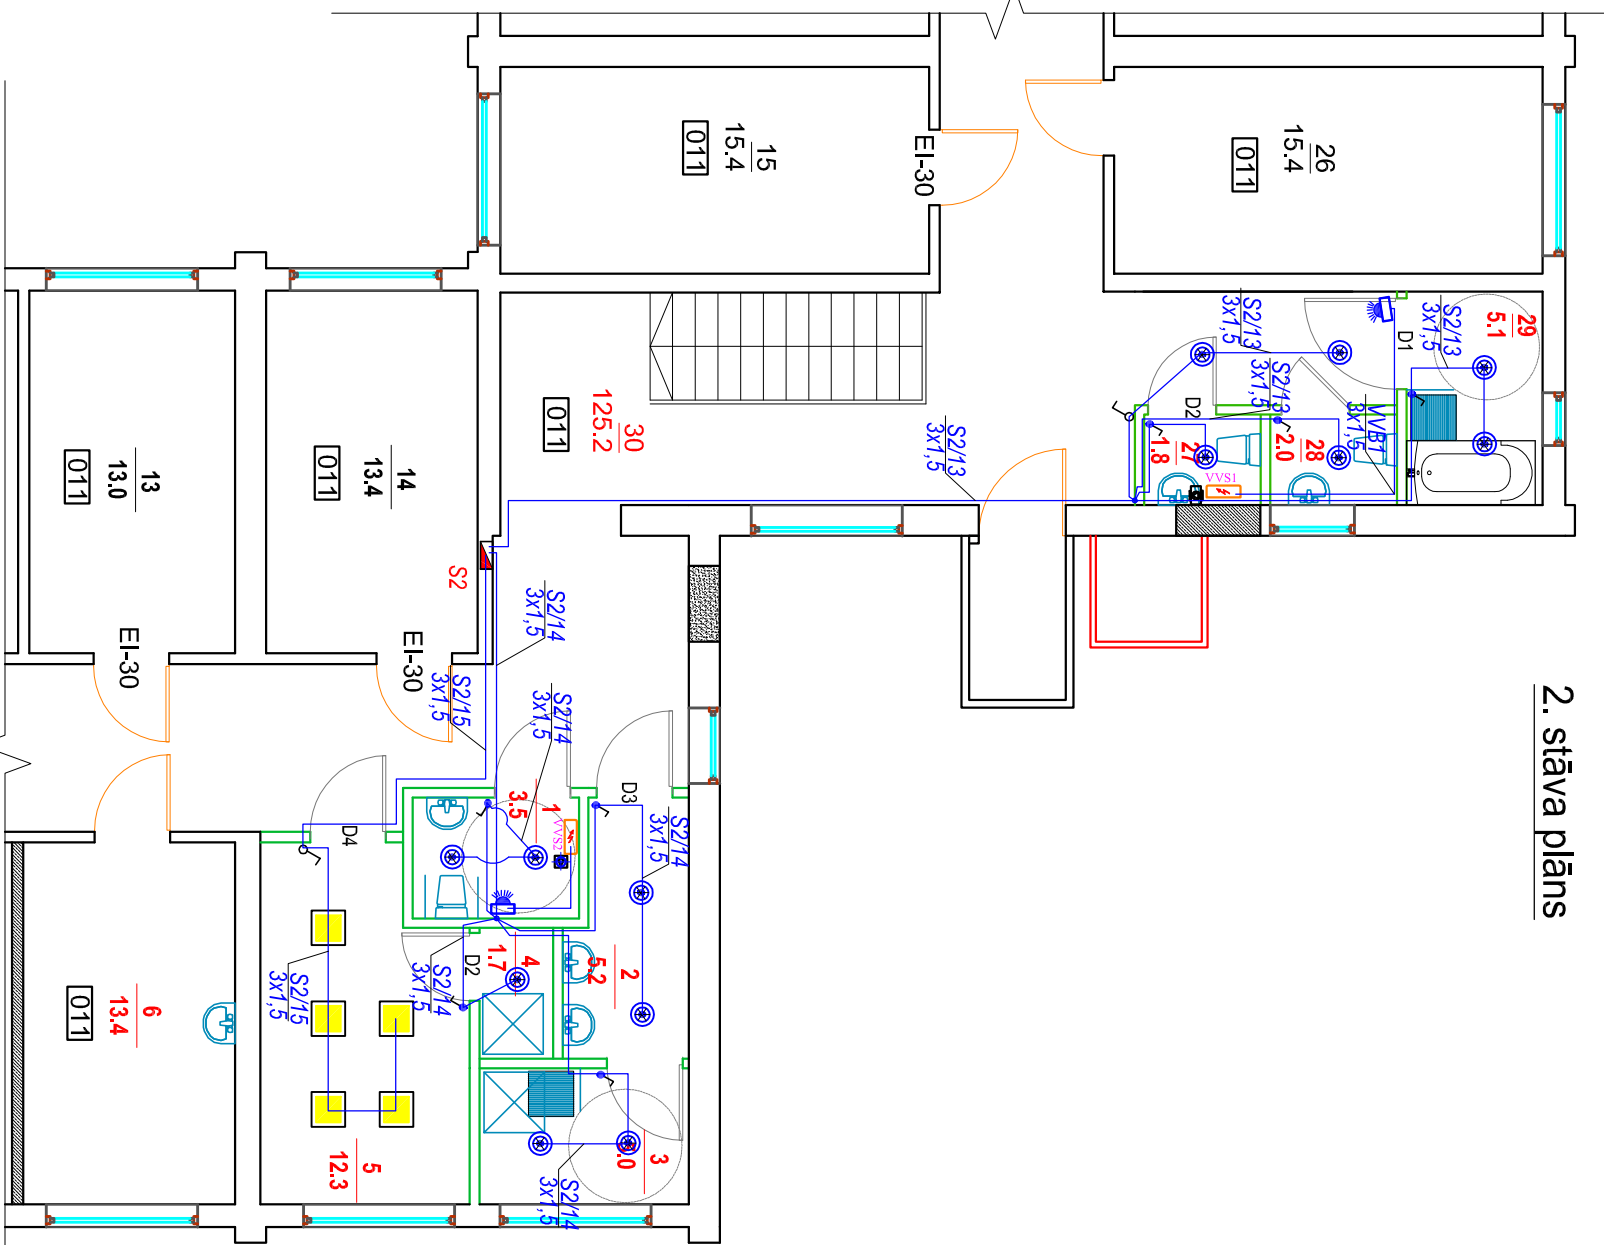 2. stāva plāns
29
5.1
S2/13
3x1,5
D1
26
15.4
011
S2/13
3x1,5
S2/13
3x1,5
VVB1
3x1,5
D2
28
2.0
27
1.8
VVS1
EI-30
S2/13
3x1,5
15
15.4
011
30
125.2
011
S2
S2/14
3x1,5
S2/14
3x1,5
S2/15
3x1,5
EI-30
14
13.4
011
13
13.0
011
EI-30
D3
S2/14
3x1,5
1
3.5
VVS2
D4
2
5.2
4
1.7
D2
S2/14
3x1,5
S2/15
3x1,5
3
S2/14
3x1,5
5
12.3
6
13.4
011